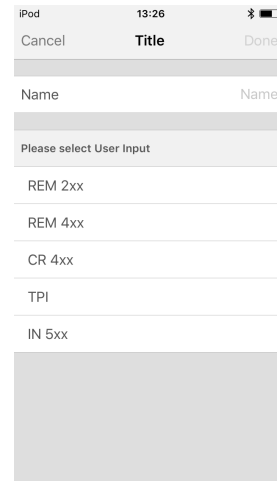 iPod 13:26
Cancel Title Done
Name Name
Please select User Input
REM 2xx
REM 4xx
CR 4xx
TPI
IN 5xx